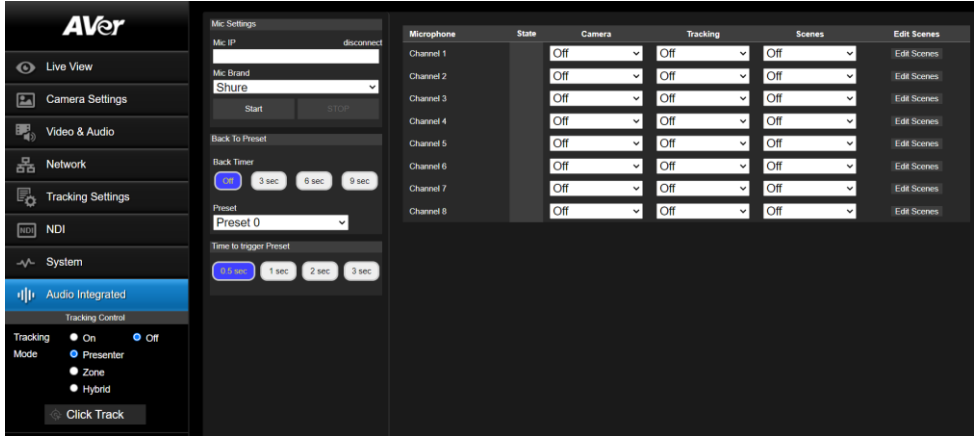 AVer
Live View
Camera Settings
Video & Audio
Network
Tracking Settings
NDI NDI
System
Audio Integrated
Tracking Control
Tracking On Off
Mode Presenter
Zone
Hybrid
Click Track
Mic Settings
Mic IP disconnect
Mic Brand
Shure
Start STOP
Back To Preset
Back Timer
Off 3 sec 6 sec 9 sec
Preset
Preset 0
Time to trigger Preset
0.5 sec 1 sec 2 sec 3 sec
Microphone State Camera Tracking Scenes Edit Scenes
Channel 1 Off Off Off Edit Scenes
Channel 2 Off Off Off Edit Scenes
Channel 3 Off Off Off Edit Scenes
Channel 4 Off Off Off Edit Scenes
Channel 5 Off Off Off Edit Scenes
Channel 6 Off Off Off Edit Scenes
Channel 7 Off Off Off Edit Scenes
Channel 8 Off Off Off Edit Scenes